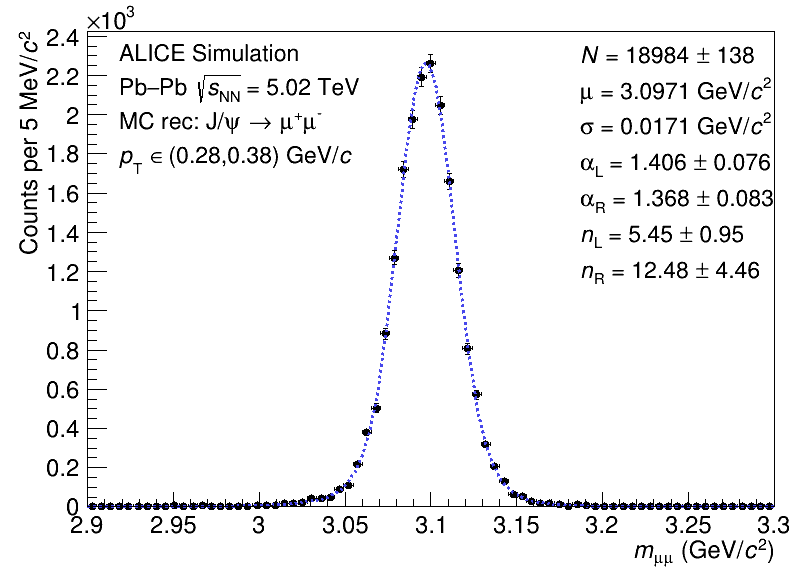 ×10³
Counts per 5 MeV/c²
2.4
2.2
2
1.8
1.6
1.4
1.2
1
0.8
0.6
0.4
0.2
0
ALICE Simulation
Pb–Pb √sNN = 5.02 TeV
MC rec: J/ψ → μ⁺μ⁻
pT ∈ (0.28,0.38) GeV/c
N = 18984 ± 138
μ = 3.0971 GeV/c²
σ = 0.0171 GeV/c²
αL = 1.406 ± 0.076
αR = 1.368 ± 0.083
nL = 5.45 ± 0.95
nR = 12.48 ± 4.46
2.9 2.95 3 3.05 3.1 3.15 3.2 3.25 3.3
mμμ (GeV/c²)